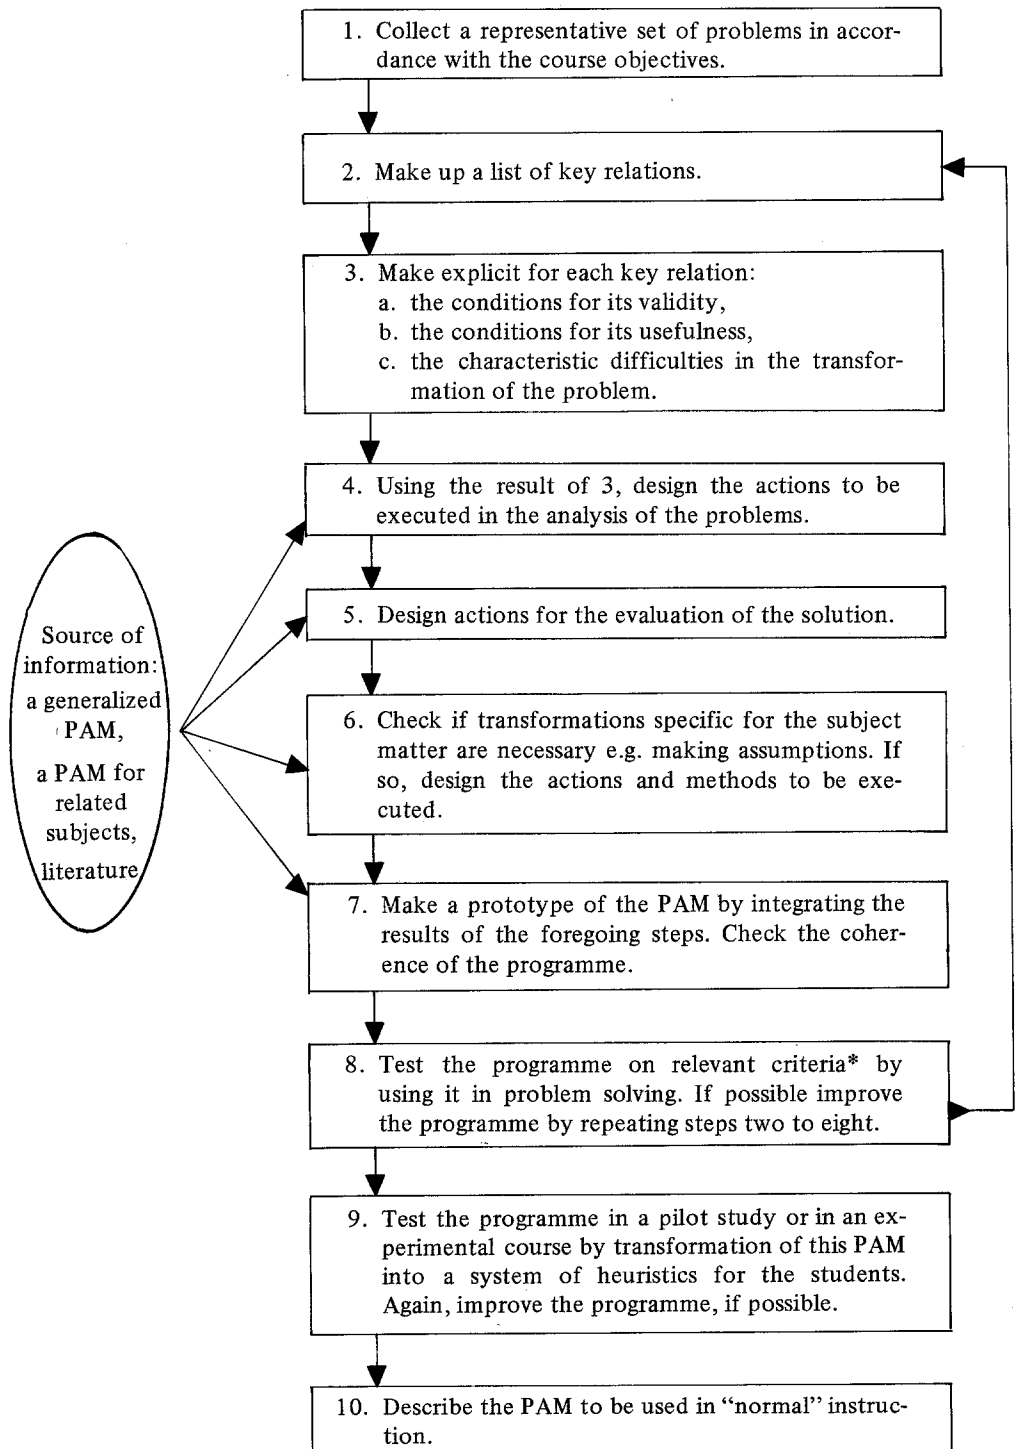 1. Collect a representative set of problems in accor-
dance with the course objectives.
2. Make up a list of key relations.
3. Make explicit for each key relation:
a. the conditions for its validity,
b. the conditions for its usefulness,
c. the characteristic difficulties in the transfor-
mation of the problem.
4. Using the result of 3, design the actions to be
executed in the analysis of the problems.
Source of
information:
a generalized
PAM,
a PAM for
related
subjects,
literature
5. Design actions for the evaluation of the solution.
6. Check if transformations specific for the subject
matter are necessary e.g. making assumptions. If
so, design the actions and methods to be exe-
cuted.
7. Make a prototype of the PAM by integrating the
results of the foregoing steps. Check the coher-
ence of the programme.
8. Test the programme on relevant criteria* by
using it in problem solving. If possible improve
the programme by repeating steps two to eight.
9. Test the programme in a pilot study or in an ex-
perimental course by transformation of this PAM
into a system of heuristics for the students.
Again, improve the programme, if possible.
10. Describe the PAM to be used in “normal” instruc-
tion.